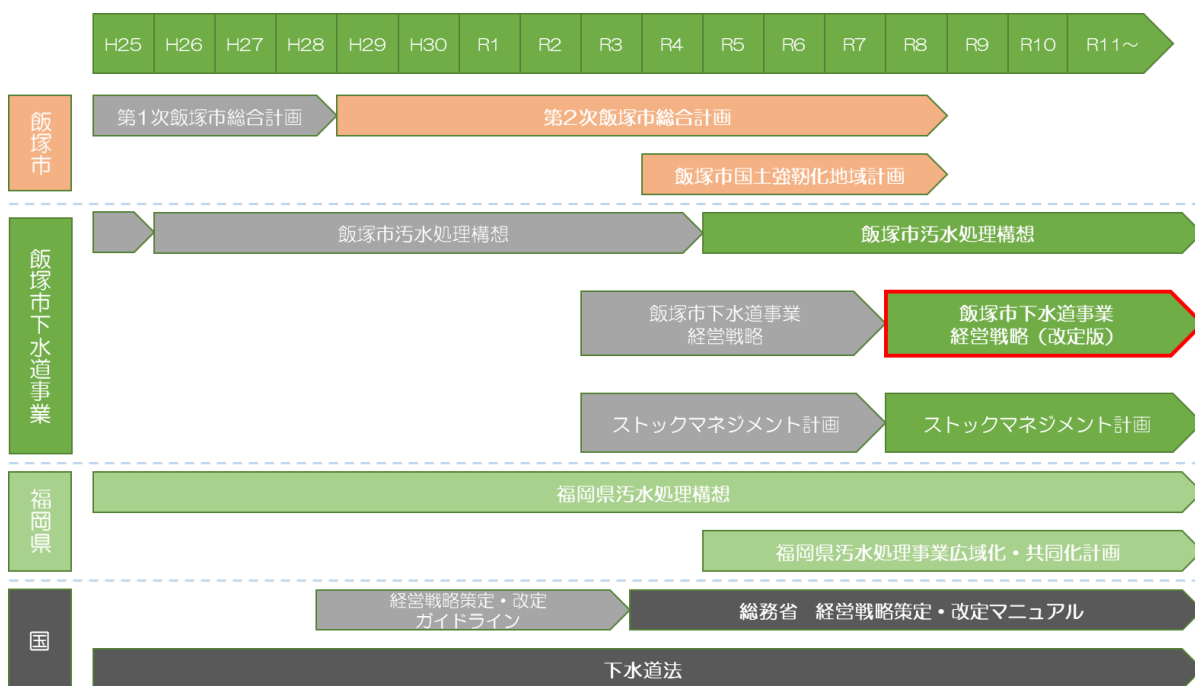 H25 H26 H27 H28 H29 H30 R1 R2 R3 R4 R5 R6 R7 R8 R9 R10 R11～
飯塚市
第1次飯塚市総合計画
第2次飯塚市総合計画
飯塚市国土強靭化地域計画
飯塚市下水道事業
飯塚市汚水処理構想
飯塚市汚水処理構想
飯塚市下水道事業
経営戦略
飯塚市下水道事業
経営戦略（改定版）
ストックマネジメント計画
ストックマネジメント計画
福岡県
福岡県汚水処理構想
福岡県汚水処理事業広域化・共同化計画
国
経営戦略策定・改定
ガイドライン
総務省　経営戦略策定・改定マニュアル
下水道法